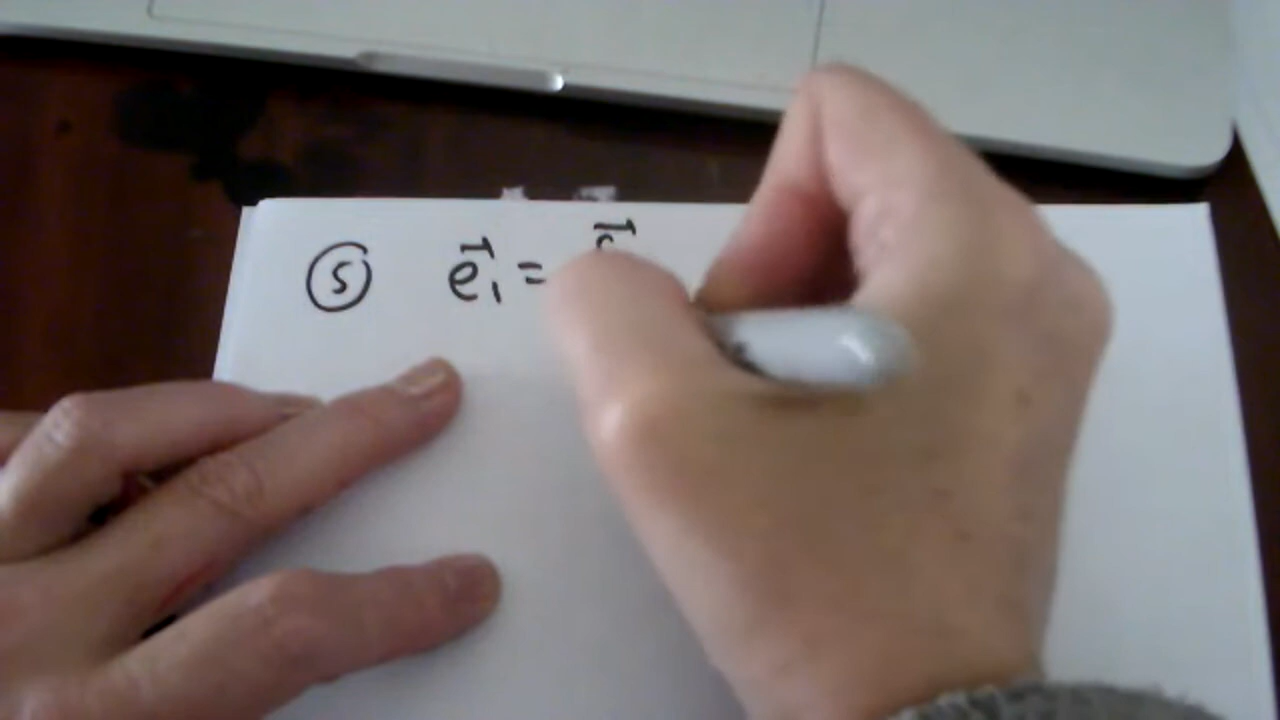 ⑤ e⃗₁ =